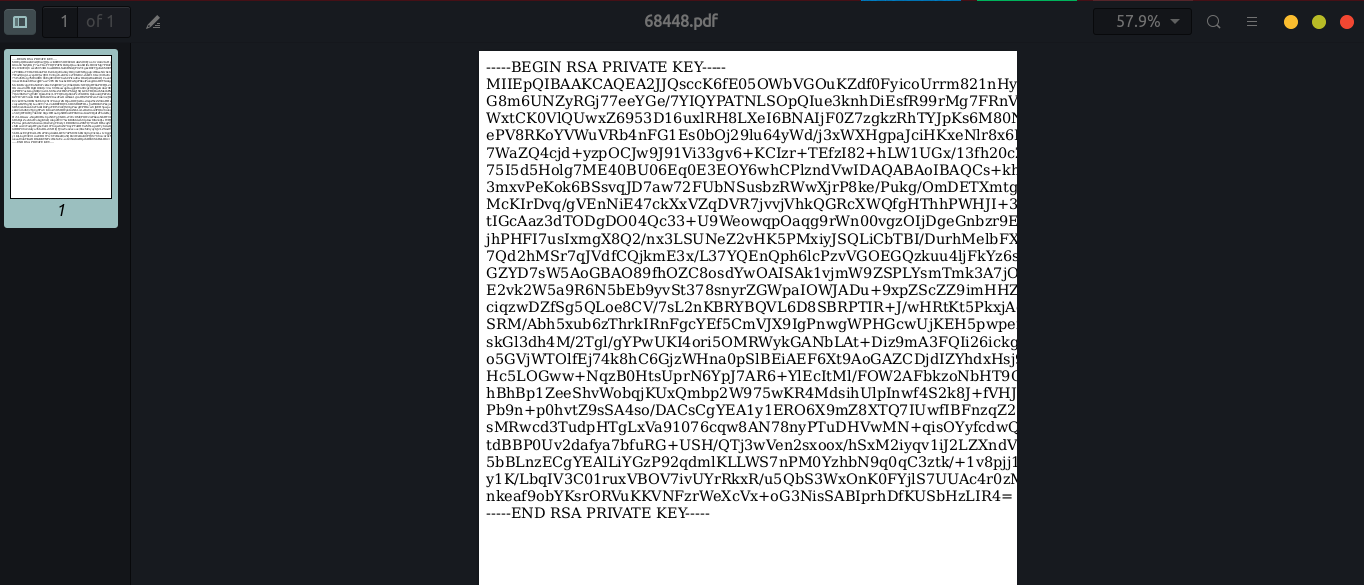 1 of 1
68448.pdf
57.9%
1
-----BEGIN RSA PRIVATE KEY-----
MIIEpQIBAAKCAQEA2JJQsccK6fE05OWbVGOuKZdf0FyicoUrrm821nHy
G8m6UNZyRGj77eeYGe/7YIQYPATNLSOpQIue3knhDiEsfR99rMg7FRnV
WxtCK0VlQUwxZ6953D16uxlRH8LXeI6BNAIjF0Z7zgkzRhTYJpKs6M80N
ePV8RKoYVWuVRb4nFG1Es0bOj29lu64yWd/j3xWXHgpaJciHKxeNlr8x6
7WaZQ4cjd+yzpOCJw9J91Vi33gv6+KCIzr+TEfzI82+hLW1UGx/13fh20c
75I5d5Holg7ME40BU06Eq0E3EOY6whCPlzndVwIDAQABAoIBAQCs+kh
3mxvPeKok6BSsvqJD7aw72FUbNSusbzRWwXjrP8ke/Pukg/OmDETXmtg
McKIrDvq/gVEnNiE47ckXxVZqDVR7jvvjVhkQGRcXWQfgHThhPWHJI+3
tIGcAaz3dTODgDO04Qc33+U9WeowqpOaqg9rWn00vgzOIjDgeGnbzr9E
jhPHFI7usIxmgX8Q2/nx3LSUNeZ2vHK5PMxiyJSQLiCbTBI/DurhMelbFX
7Qd2hMSr7qJVdfCQjkmE3x/L37YQEnQph6lcPzvVGOEGQzkuu4ljFkYz6s
GZYD7sW5AoGBAO89fhOZC8osdYwOAISAk1vjmW9ZSPLYsmTmk3A7jO
E2vk2W5a9R6N5bEb9yvSt378snyrZGWpaIOWJADu+9xpZScZZ9imHHZ
ciqzwDZfSg5QLoe8CV/7sL2nKBRYBQVL6D8SBRPTIR+J/wHRtKt5PkxjA
SRM/Abh5xub6zThrkIRnFgcYEf5CmVJX9IgPnwgWPHGcwUjKEH5pwpe
skGl3dh4M/2Tgl/gYPwUKI4ori5OMRWykGANbLAt+Diz9mA3FQIi26ickg
o5GVjWTOlfEj74k8hC6GjzWHna0pSlBEiAEF6Xt9AoGAZCDjdIZYhdxHsj
Hc5LOGww+NqzB0HtsUprN6YpJ7AR6+YlEcItMl/FOW2AFbkzoNbHT9G
hBhBp1ZeeShvWobqjKUxQmbp2W975wKR4MdsihUlpInwf4S2k8J+fVHJ
Pb9n+p0hvtZ9sSA4so/DACsCgYEA1y1ERO6X9mZ8XTQ7IUwfIBFnzqZ2
sMRwcd3TudpHTgLxVa91076cqw8AN78nyPTuDHVwMN+qisOYyfcdwQ
tdBBP0Uv2dafya7bfuRG+USH/QTj3wVen2sxoox/hSxM2iyqv1iJ2LZXndV
5bBLnzECgYEAlLiYGzP92qdmlKLLWS7nPM0YzhbN9q0qC3ztk/+1v8pjj1
y1K/LbqIV3C01ruxVBOV7ivUYrRkxR/u5QbS3WxOnK0FYjlS7UUAc4r0zM
nkeaf9obYKsrORVuKKVNFzrWeXcVx+oG3NisSABIprhDfKUSbHzLIR4=
-----END RSA PRIVATE KEY-----